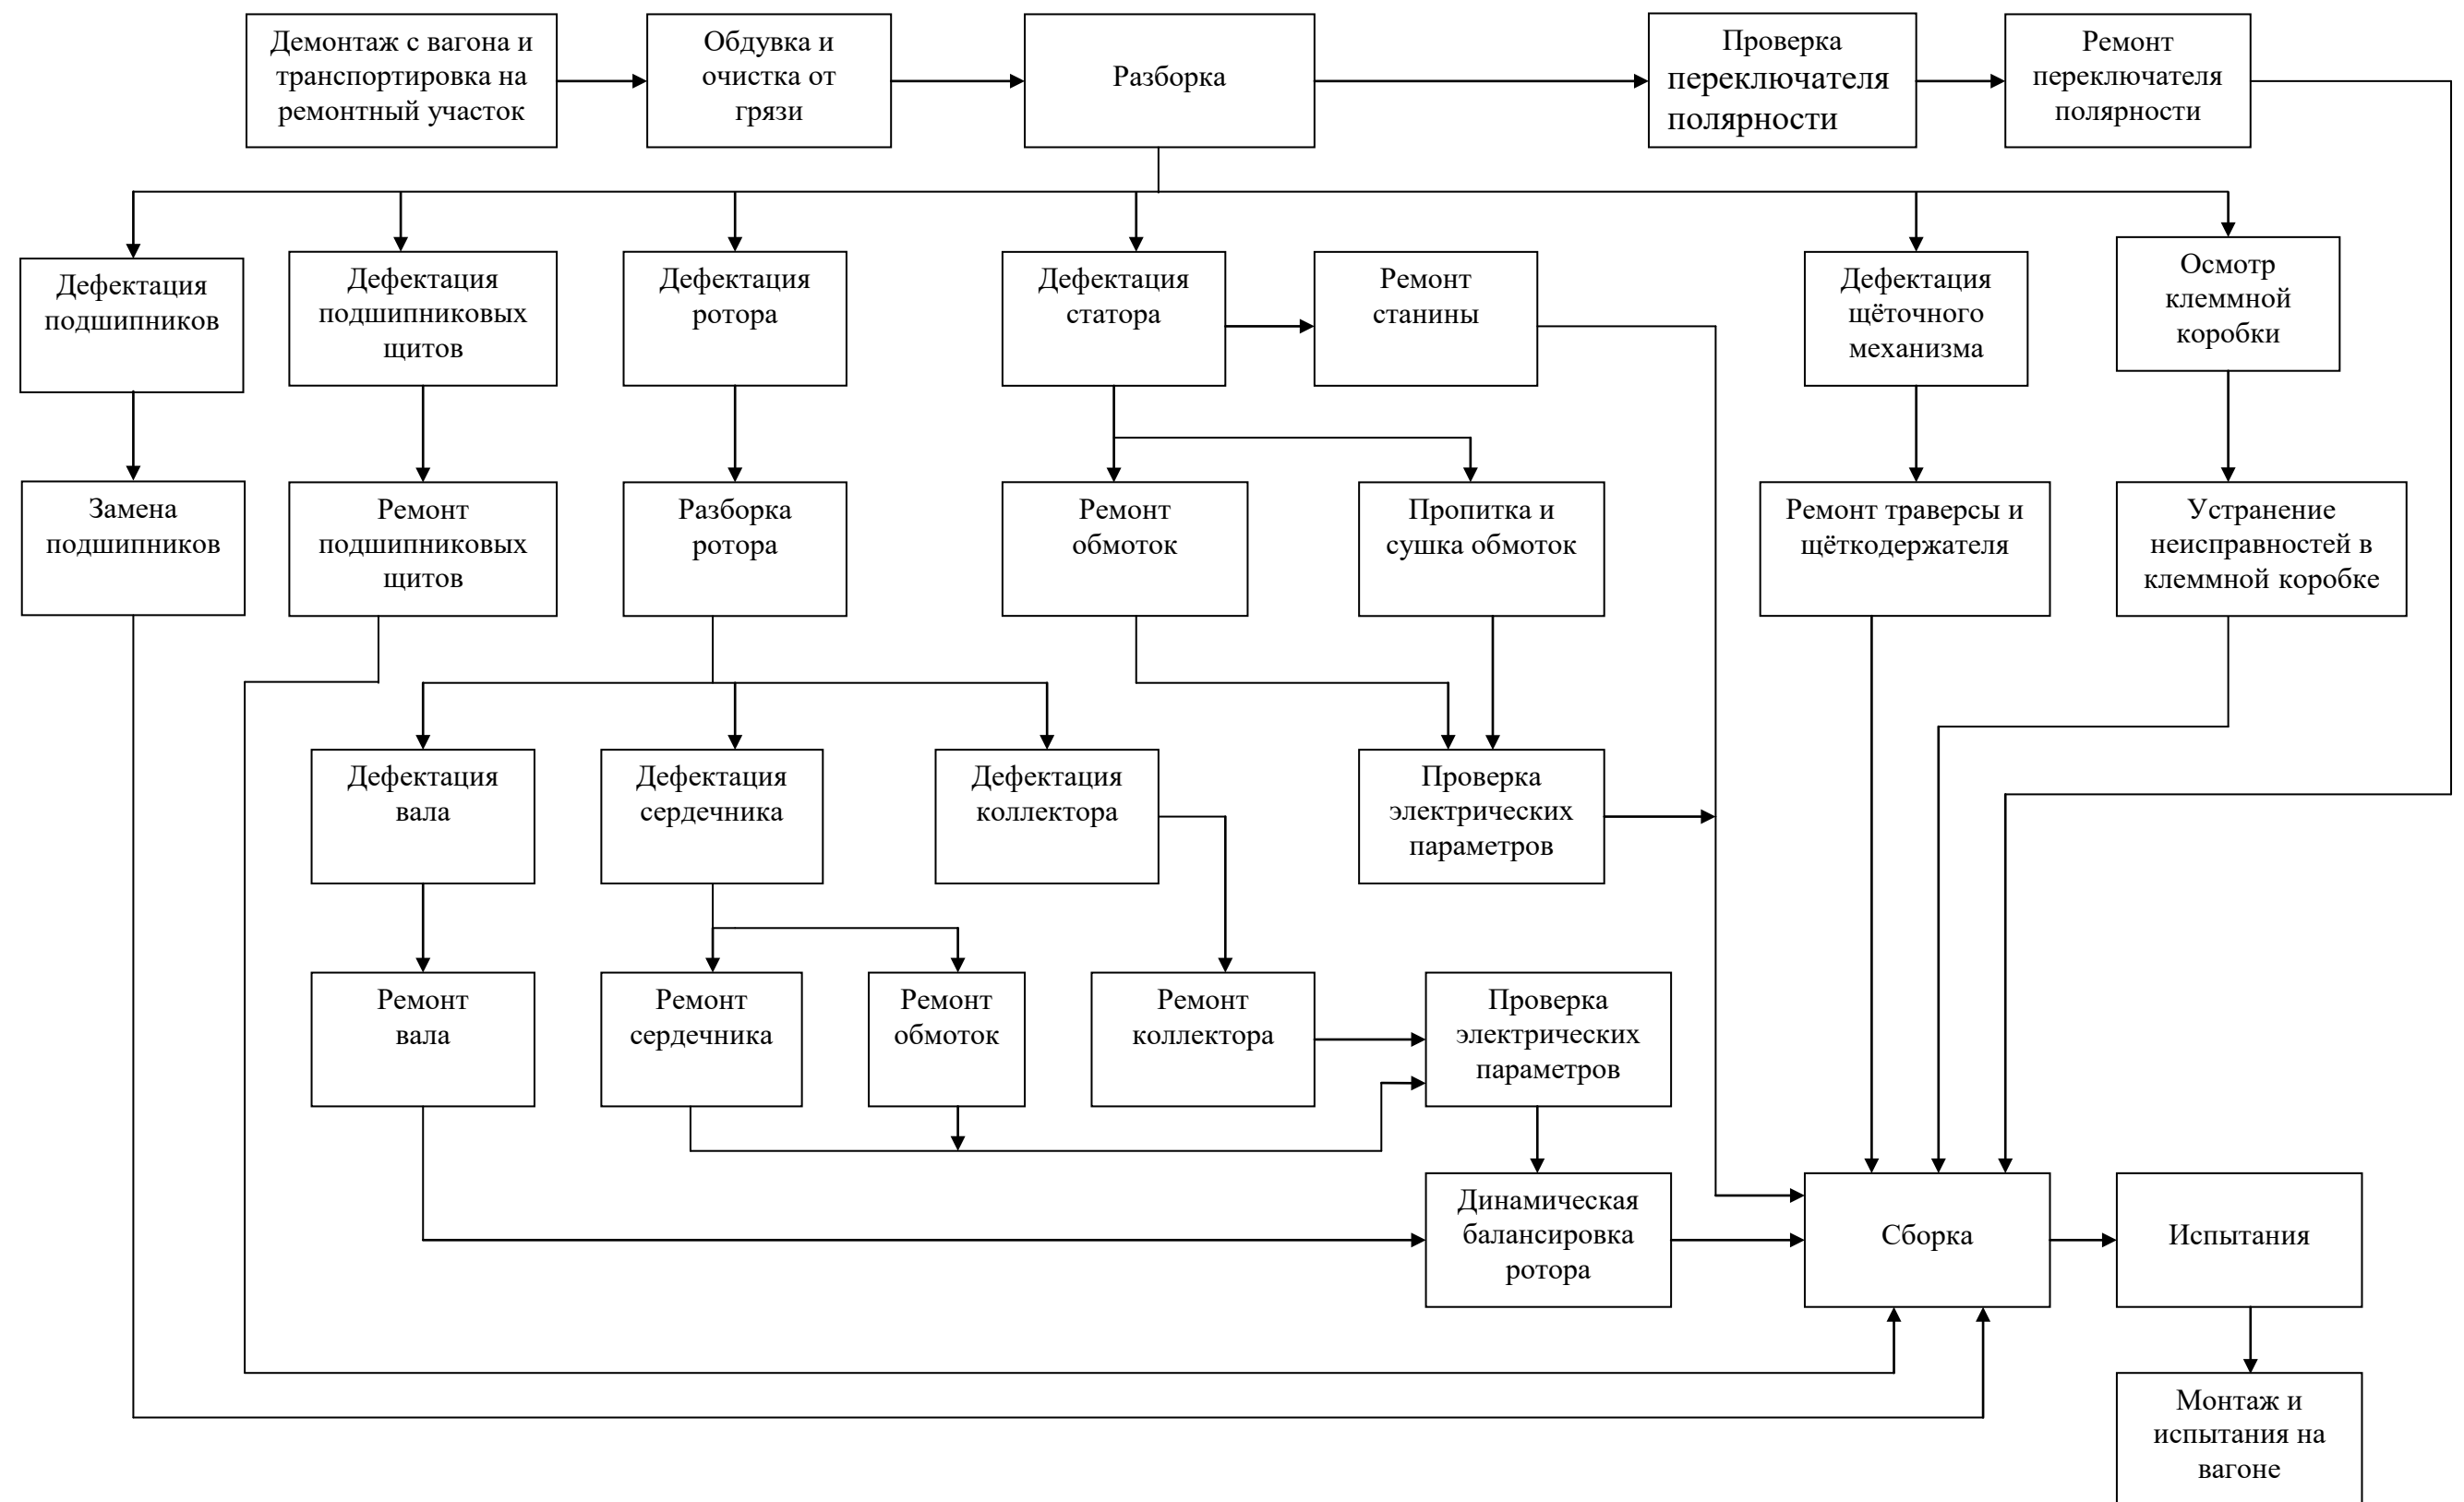 Демонтаж с вагона и
транспортировка на
ремонтный участок
Обдувка и
очистка от
грязи
Разборка
Проверка
переключателя
полярности
Ремонт
переключателя
полярности
Дефектация
подшипников
Дефектация
подшипниковых
щитов
Дефектация
ротора
Дефектация
статора
Ремонт
станины
Дефектация
щёточного
механизма
Осмотр
клеммной
коробки
Замена
подшипников
Ремонт
подшипниковых
щитов
Разборка
ротора
Ремонт
обмоток
Пропитка и
сушка обмоток
Ремонт траверсы и
щёткодержателя
Устранение
неисправностей в
клеммной коробке
Дефектация
вала
Дефектация
сердечника
Дефектация
коллектора
Проверка
электрических
параметров
Ремонт
вала
Ремонт
сердечника
Ремонт
обмоток
Ремонт
коллектора
Проверка
электрических
параметров
Динамическая
балансировка
ротора
Сборка
Испытания
Монтаж и
испытания на
вагоне